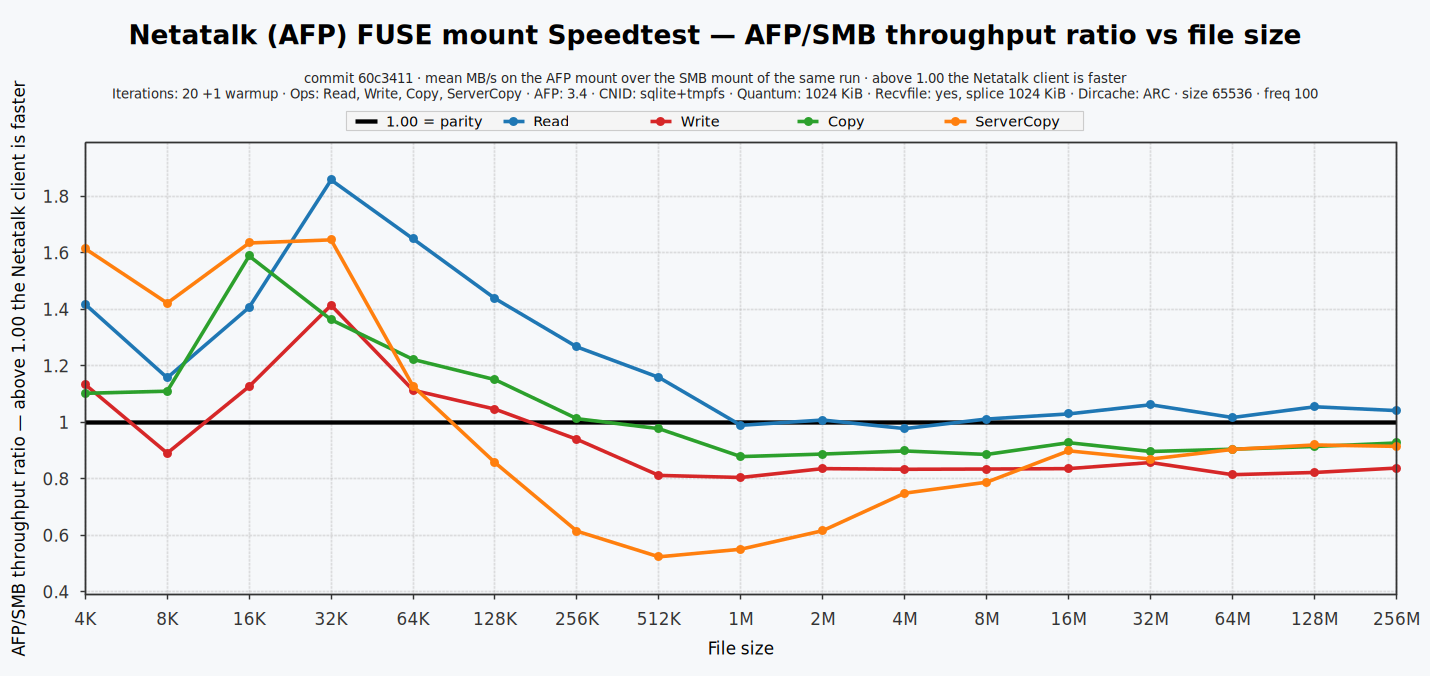 Netatalk (AFP) FUSE mount Speedtest — AFP/SMB throughput ratio vs file size
commit 60c3411 · mean MB/s on the AFP mount over the SMB mount of the same run · above 1.00 the Netatalk client is faster
Iterations: 20 +1 warmup · Ops: Read, Write, Copy, ServerCopy · AFP: 3.4 · CNID: sqlite+tmpfs · Quantum: 1024 KiB · Recvfile: yes, splice 1024 KiB · Dircache: ARC · size 65536 · freq 100
1.00 = parity Read Write Copy ServerCopy
AFP/SMB throughput ratio — above 1.00 the Netatalk client is faster
1.8
1.6
1.4
1.2
1
0.8
0.6
0.4
4K 8K 16K 32K 64K 128K 256K 512K 1M 2M 4M 8M 16M 32M 64M 128M 256M
File size